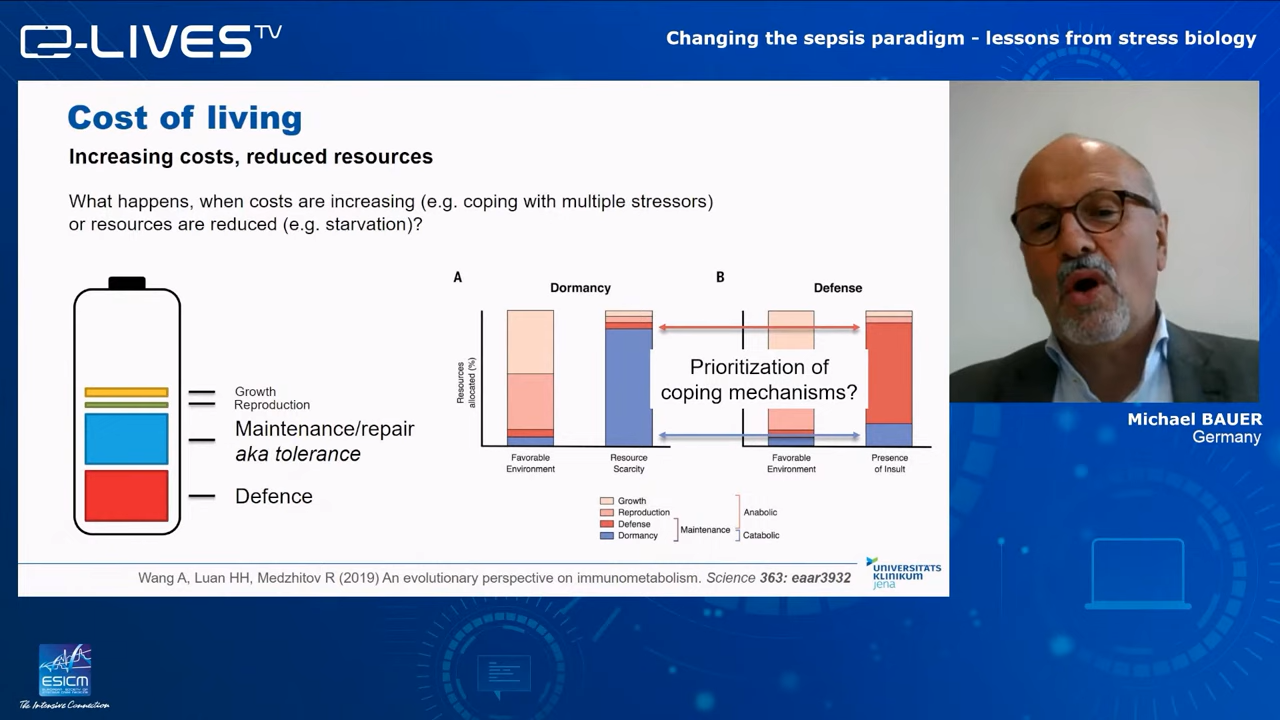 e-LIVES TV
Changing the sepsis paradigm - lessons from stress biology
Cost of living
Increasing costs, reduced resources
What happens, when costs are increasing (e.g. coping with multiple stressors)
or resources are reduced (e.g. starvation)?
Growth
Reproduction
Maintenance/repair
aka tolerance
Defence
A
Dormancy
B
Defense
Resources
allocated (%)
Prioritization of
coping mechanisms?
Favorable
Environment
Resource
Scarcity
Favorable
Environment
Presence
of Insult
Growth
Reproduction
Defense
Dormancy
Maintenance
Anabolic
Catabolic
Wang A, Luan HH, Medzhitov R (2019) An evolutionary perspective on immunometabolism. Science 363: eaar3932
UNIVERSITÄTS
KLINIKUM
jena
Michael BAUER
Germany
ESICM
The Intensive Connection